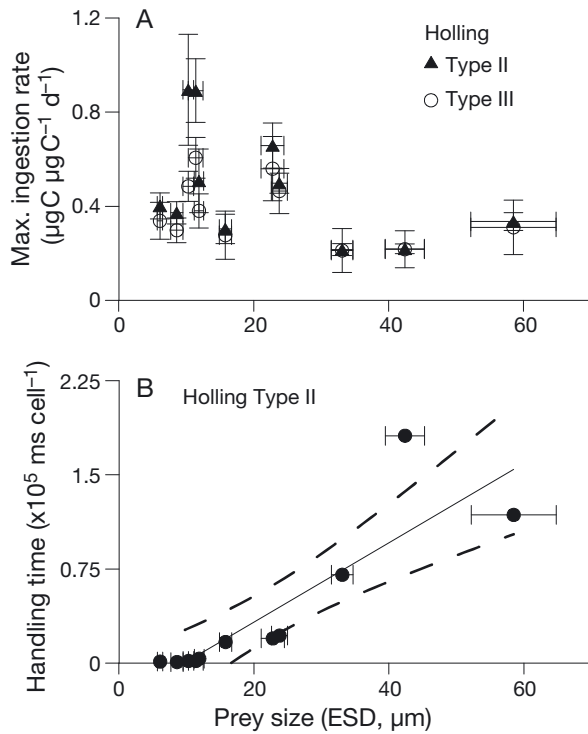 A
Holling
Type II
Type III
Max. ingestion rate
(µgC µgC⁻¹ d⁻¹)
1.2
0.8
0.4
0
0
20
40
60
B
Holling Type II
Handling time (x10⁵ ms cell⁻¹)
2.25
1.5
0.75
0
0
20
40
60
Prey size (ESD, µm)